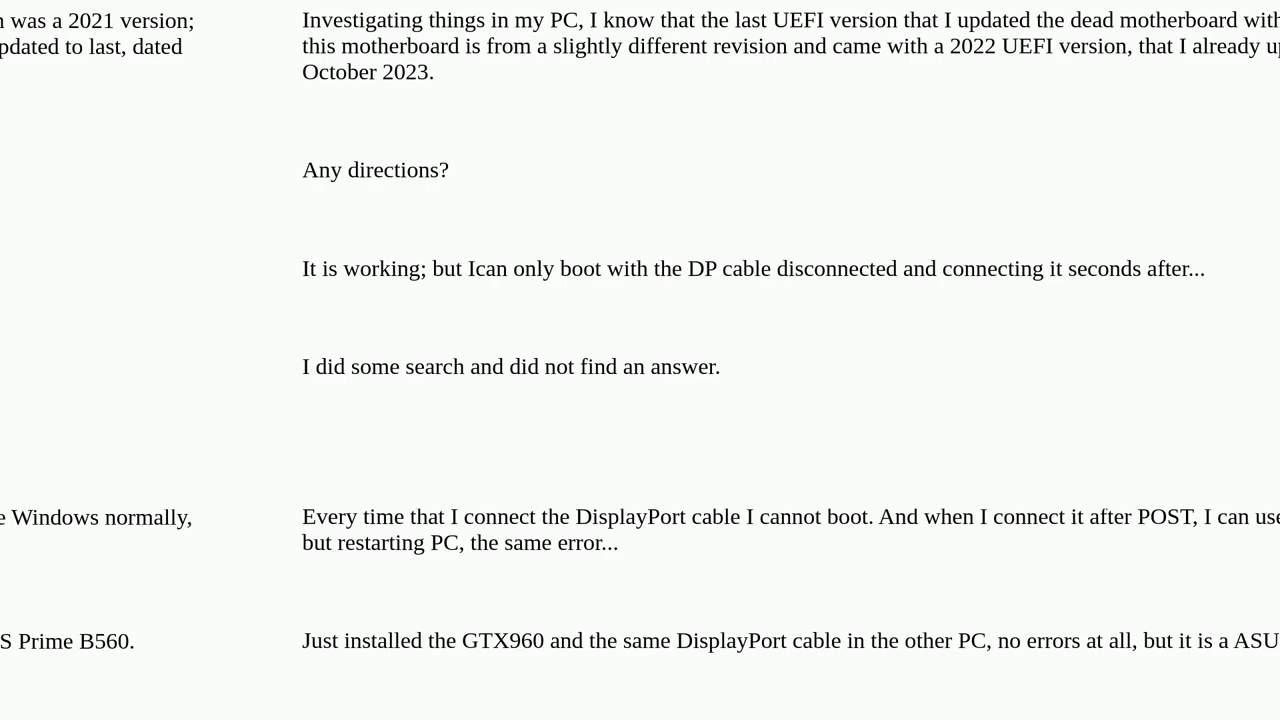 n was a 2021 version;
pdated to last, dated
e Windows normally,
S Prime B560.
Investigating things in my PC, I know that the last UEFI version that I updated the dead motherboard with
this motherboard is from a slightly different revision and came with a 2022 UEFI version, that I already u
October 2023.
Any directions?
It is working; but Ican only boot with the DP cable disconnected and connecting it seconds after...
I did some search and did not find an answer.
Every time that I connect the DisplayPort cable I cannot boot. And when I connect it after POST, I can use
but restarting PC, the same error...
Just installed the GTX960 and the same DisplayPort cable in the other PC, no errors at all, but it is a ASU